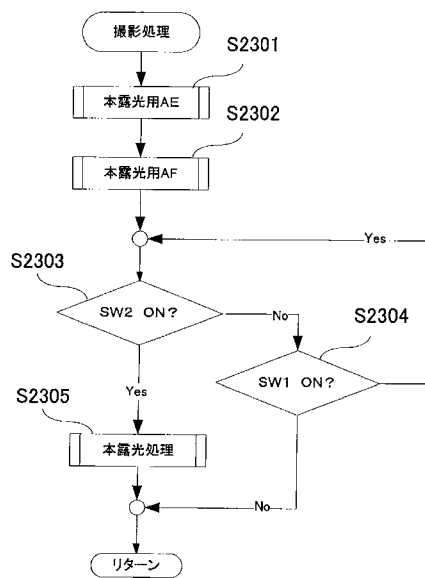 撮影処理
S2301
本露光用AE
S2302
本露光用AF
Yes
S2303
SW2 ON?
No
S2304
SW1 ON?
Yes
S2305
本露光処理
No
リターン